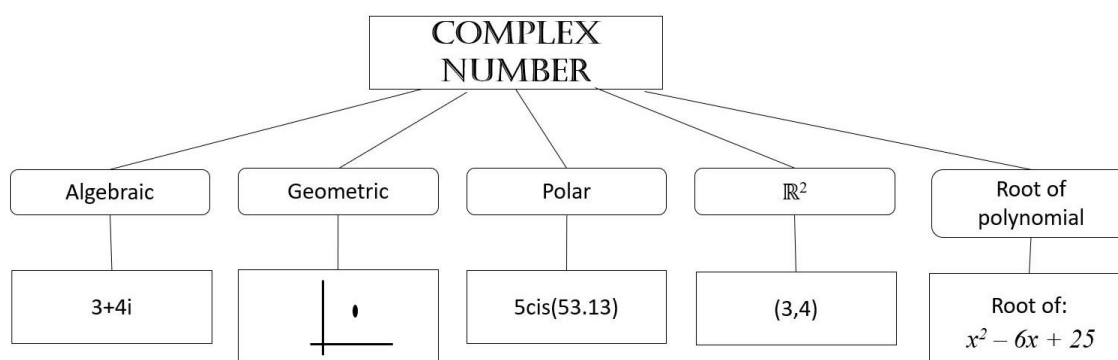 COMPLEX
NUMBER
Algebraic
Geometric
Polar
ℝ²
Root of
polynomial
3+4i
5cis(53.13)
(3,4)
Root of:
x² – 6x + 25